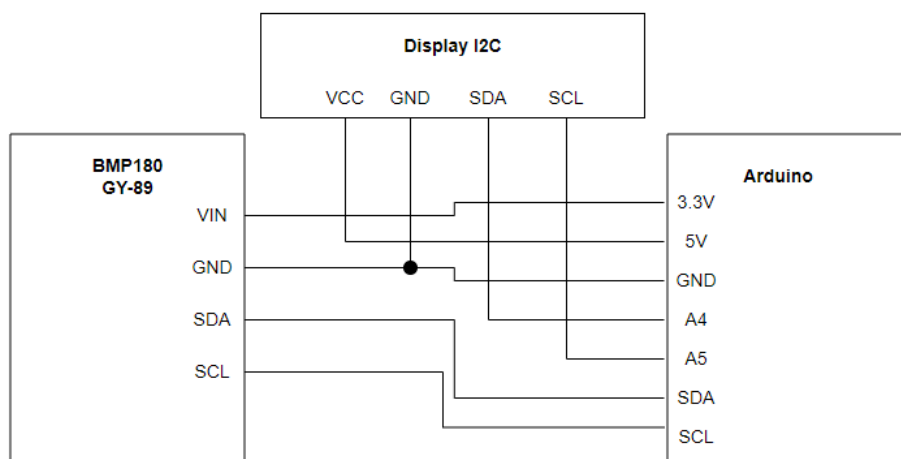 Display I2C
VCC GND SDA SCL
BMP180
GY-89
VIN
GND
SDA
SCL
Arduino
3.3V
5V
GND
A4
A5
SDA
SCL